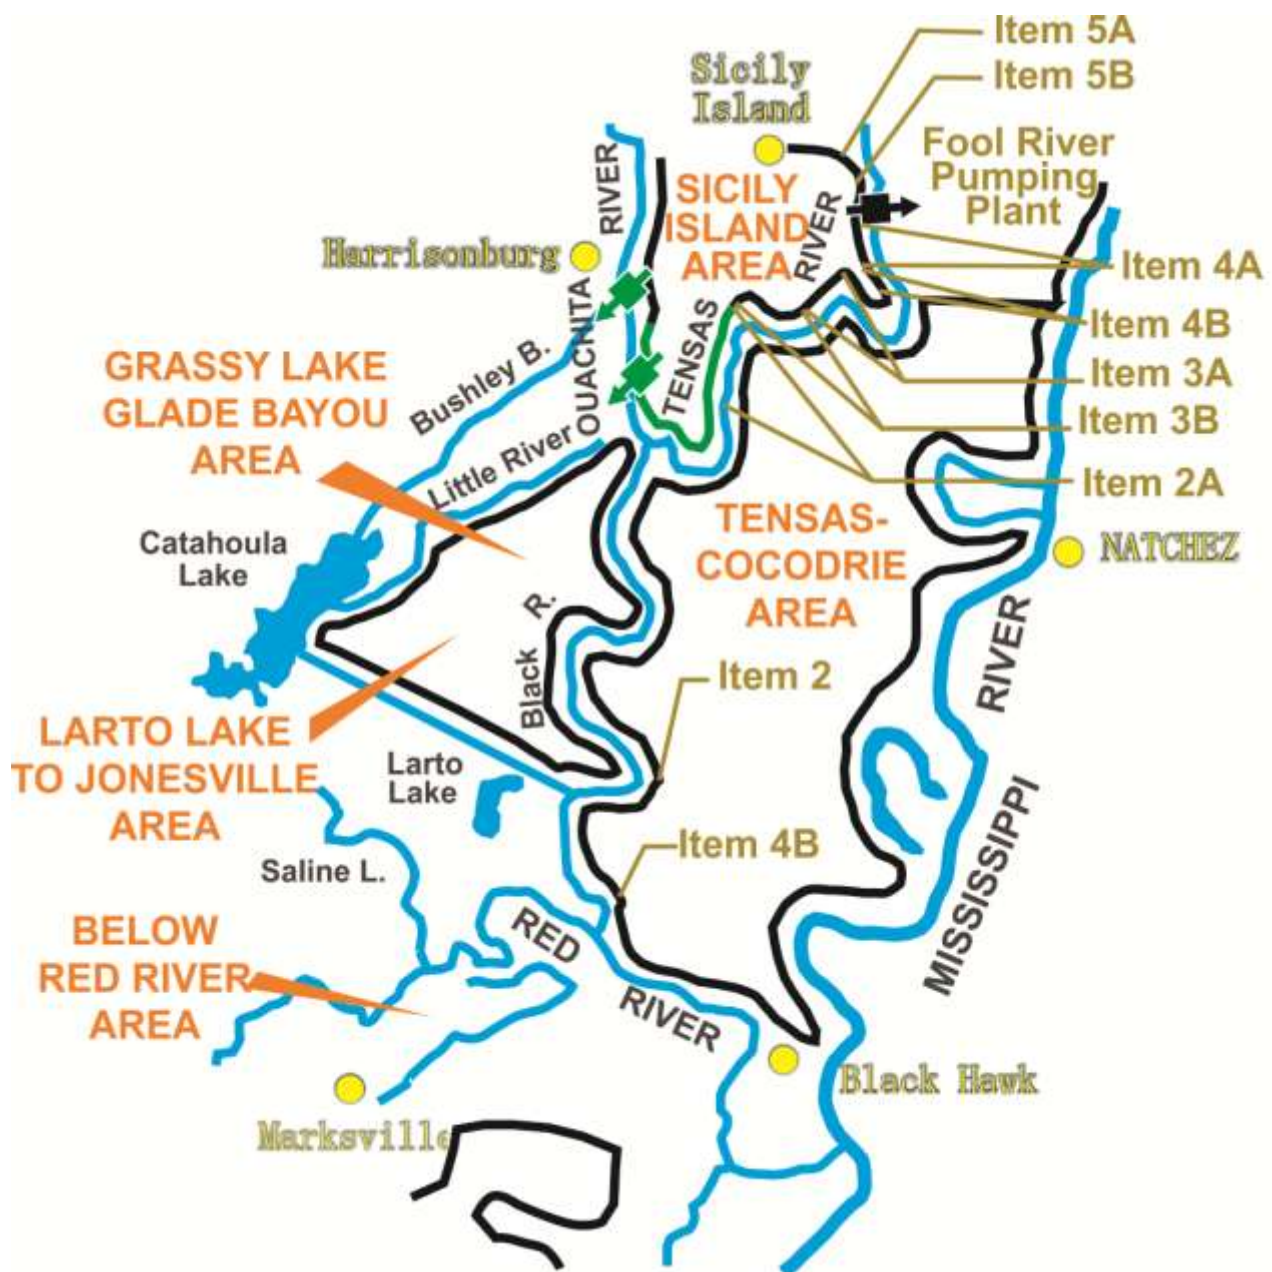 Item 5A
Sicily
Island
Item 5B
Fool River
Pumping
Plant
RIVER
SICILY
ISLAND
AREA
RIVER
Harrisonburg
Item 4A
OUACHITA
TENSAS
Item 4B
GRASSY LAKE
GLADE BAYOU
AREA
Bushley B.
Item 3A
Item 3B
Little River
Item 2A
TENSAS-
COCODRIE
AREA
Catahoula
Lake
NATCHEZ
Black R.
RIVER
Item 2
LARTO LAKE
TO JONESVILLE
AREA
Larto
Lake
MISSISSIPPI
Item 4B
Saline L.
BELOW
RED RIVER
AREA
RED
RIVER
Black Hawk
Marksville